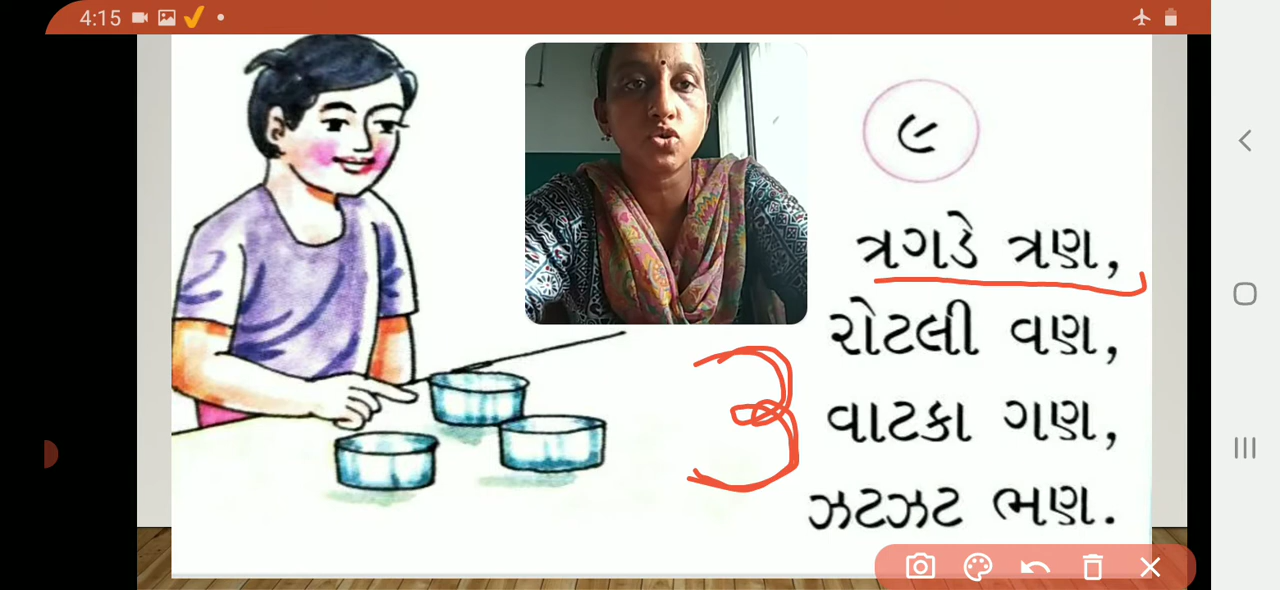 4:15
૯
ત્રગડે ત્રણ,
રોટલી વણ,
વાટકા ગણ,
ઝટઝટ ભણ.
3